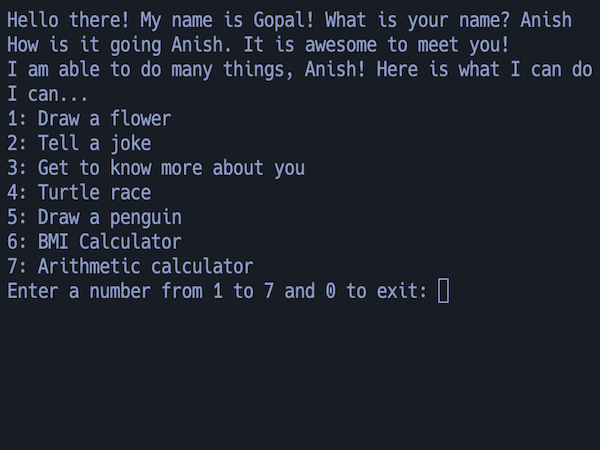 Hello there! My name is Gopal! What is your name? Anish
How is it going Anish. It is awesome to meet you!
I am able to do many things, Anish! Here is what I can do
I can...
1: Draw a flower
2: Tell a joke
3: Get to know more about you
4: Turtle race
5: Draw a penguin
6: BMI Calculator
7: Arithmetic calculator
Enter a number from 1 to 7 and 0 to exit: